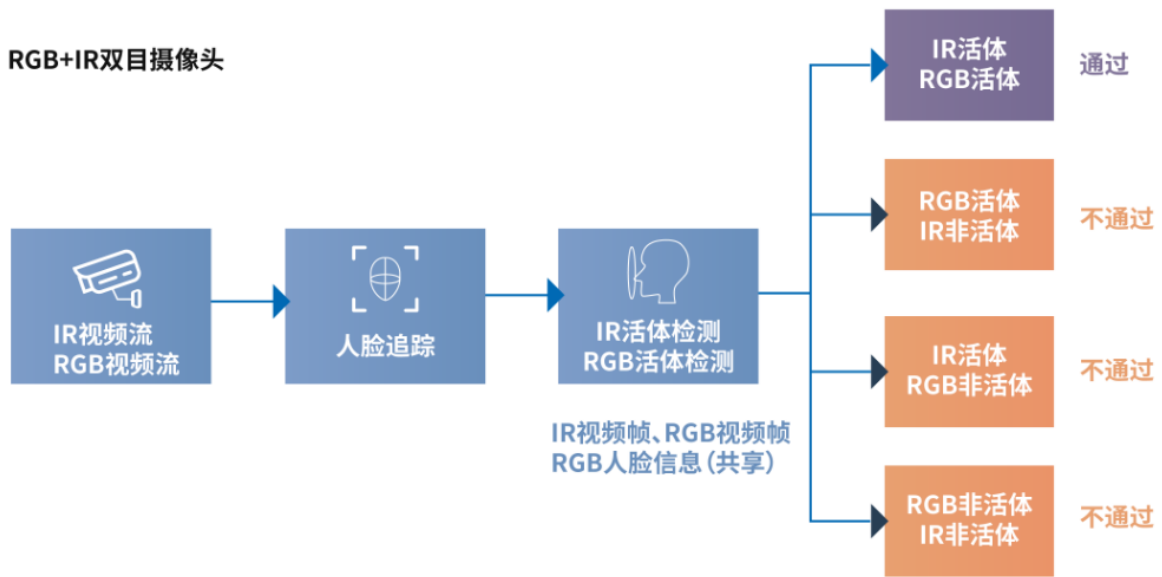 RGB+IR双目摄像头
IR视频流
RGB视频流
人脸追踪
IR活体检测
RGB活体检测
IR视频帧、RGB视频帧
RGB人脸信息（共享）
IR活体
RGB活体
通过
RGB活体
IR非活体
不通过
IR活体
RGB非活体
不通过
RGB非活体
IR非活体
不通过